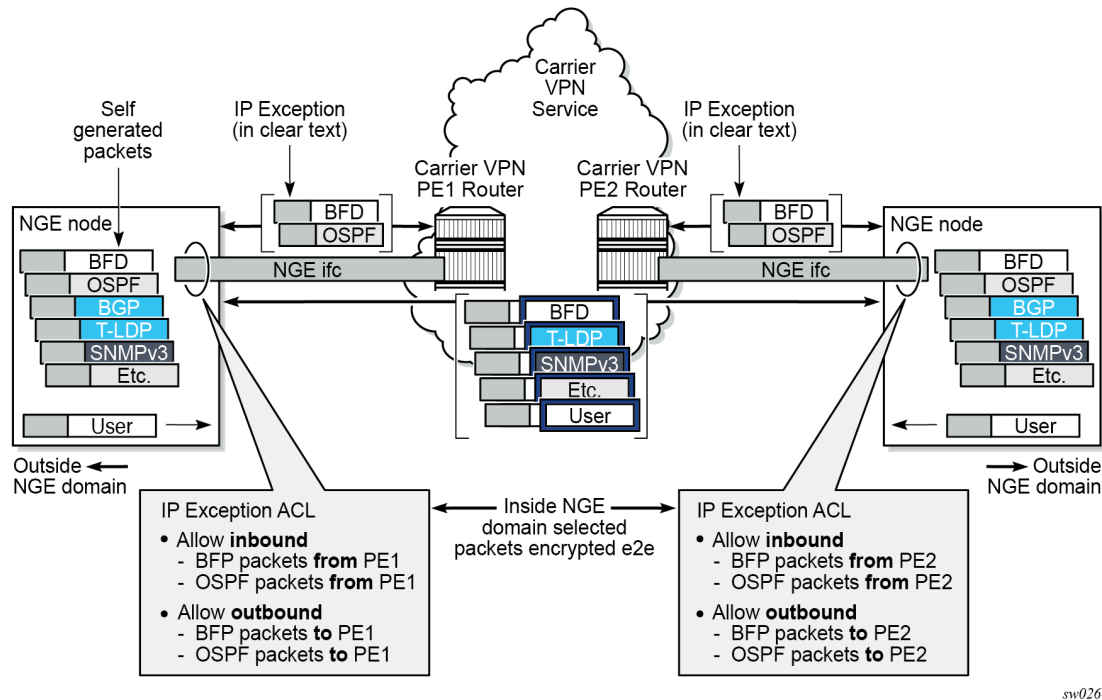 Carrier
VPN
Service
Self
generated
packets
IP Exception
(in clear text)
IP Exception
(in clear text)
Carrier VPN
PE1 Router
Carrier VPN
PE2 Router
NGE node
BFD
OSPF
BGP
T-LDP
SNMPv3
Etc.
User
BFD
OSPF
NGE ifc
BFD
T-LDP
SNMPv3
Etc.
User
BFD
OSPF
NGE ifc
NGE node
BFD
OSPF
BGP
T-LDP
SNMPv3
Etc.
User
Outside
NGE domain
Outside
NGE domain
IP Exception ACL
• Allow inbound
- BFP packets from PE1
- OSPF packets from PE1
• Allow outbound
- BFP packets to PE1
- OSPF packets to PE1
Inside NGE
domain selected
packets encrypted e2e
IP Exception ACL
• Allow inbound
- BFP packets from PE2
- OSPF packets from PE2
• Allow outbound
- BFP packets to PE2
- OSPF packets to PE2
sw026